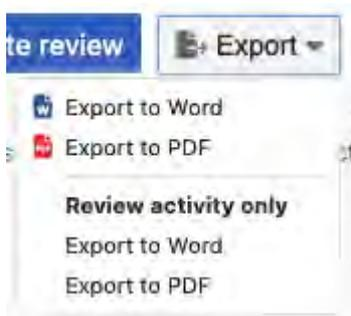 te review
Export
Export to Word
Export to PDF
Review activity only
Export to Word
Export to PDF